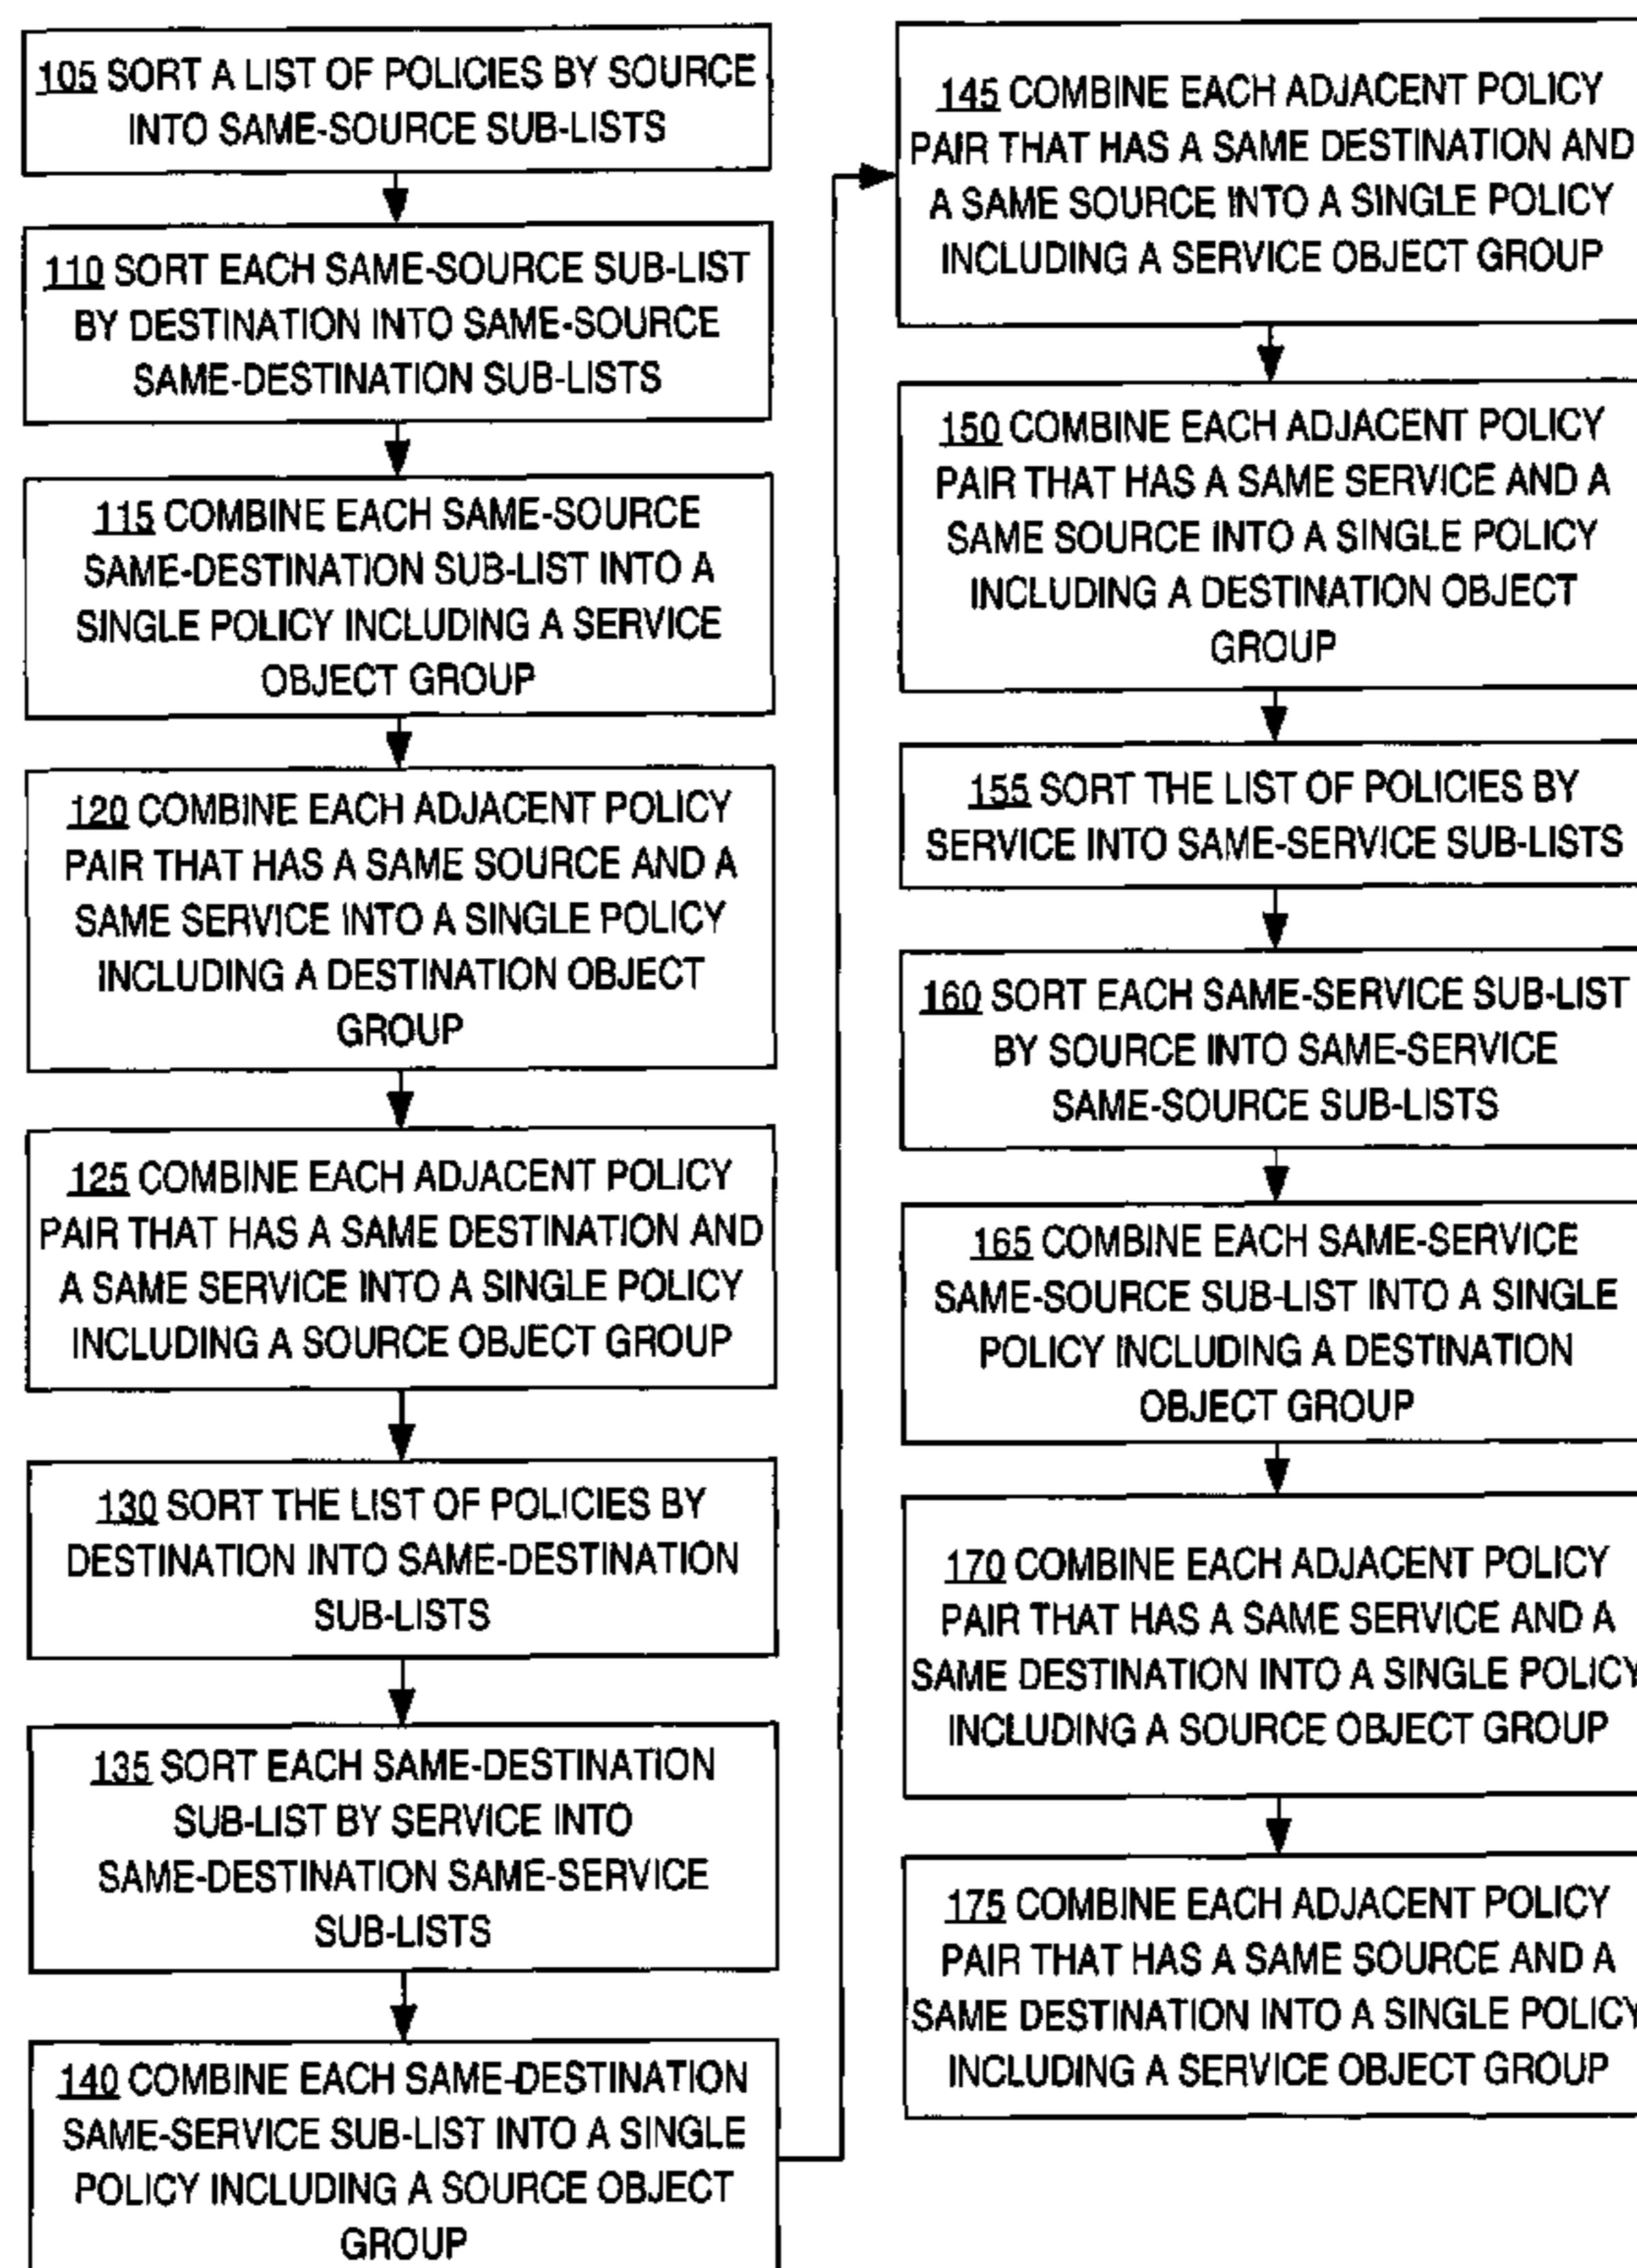 105 SORT A LIST OF POLICIES BY SOURCE
INTO SAME-SOURCE SUB-LISTS
110 SORT EACH SAME-SOURCE SUB-LIST
BY DESTINATION INTO SAME-SOURCE
SAME-DESTINATION SUB-LISTS
115 COMBINE EACH SAME-SOURCE
SAME-DESTINATION SUB-LIST INTO A
SINGLE POLICY INCLUDING A SERVICE
OBJECT GROUP
120 COMBINE EACH ADJACENT POLICY
PAIR THAT HAS A SAME SOURCE AND A
SAME SERVICE INTO A SINGLE POLICY
INCLUDING A DESTINATION OBJECT
GROUP
125 COMBINE EACH ADJACENT POLICY
PAIR THAT HAS A SAME DESTINATION AND
A SAME SERVICE INTO A SINGLE POLICY
INCLUDING A SOURCE OBJECT GROUP
130 SORT THE LIST OF POLICIES BY
DESTINATION INTO SAME-DESTINATION
SUB-LISTS
135 SORT EACH SAME-DESTINATION
SUB-LIST BY SERVICE INTO
SAME-DESTINATION SAME-SERVICE
SUB-LISTS
140 COMBINE EACH SAME-DESTINATION
SAME-SERVICE SUB-LIST INTO A SINGLE
POLICY INCLUDING A SOURCE OBJECT
GROUP
145 COMBINE EACH ADJACENT POLICY
PAIR THAT HAS A SAME DESTINATION AND
A SAME SOURCE INTO A SINGLE POLICY
INCLUDING A SERVICE OBJECT GROUP
150 COMBINE EACH ADJACENT POLICY
PAIR THAT HAS A SAME SERVICE AND A
SAME SOURCE INTO A SINGLE POLICY
INCLUDING A DESTINATION OBJECT
GROUP
155 SORT THE LIST OF POLICIES BY
SERVICE INTO SAME-SERVICE SUB-LISTS
160 SORT EACH SAME-SERVICE SUB-LIST
BY SOURCE INTO SAME-SERVICE
SAME-SOURCE SUB-LISTS
165 COMBINE EACH SAME-SERVICE
SAME-SOURCE SUB-LIST INTO A SINGLE
POLICY INCLUDING A DESTINATION
OBJECT GROUP
170 COMBINE EACH ADJACENT POLICY
PAIR THAT HAS A SAME SERVICE AND A
SAME DESTINATION INTO A SINGLE POLICY
INCLUDING A SOURCE OBJECT GROUP
175 COMBINE EACH ADJACENT POLICY
PAIR THAT HAS A SAME SOURCE AND A
SAME DESTINATION INTO A SINGLE POLICY
INCLUDING A SERVICE OBJECT GROUP